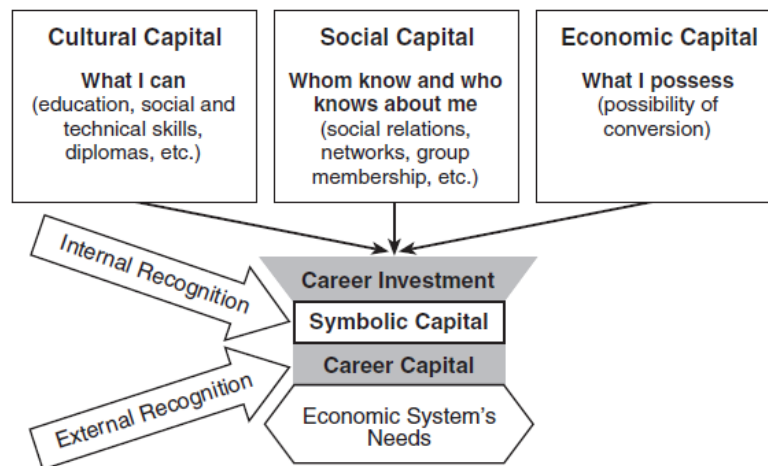 Cultural Capital
What I can
(education, social and
technical skills,
diplomas, etc.)
Social Capital
Whom know and who
knows about me
(social relations,
networks, group
membership, etc.)
Economic Capital
What I possess
(possibility of
conversion)
Internal Recognition
Career Investment
Symbolic Capital
Career Capital
External Recognition
Economic System's
Needs